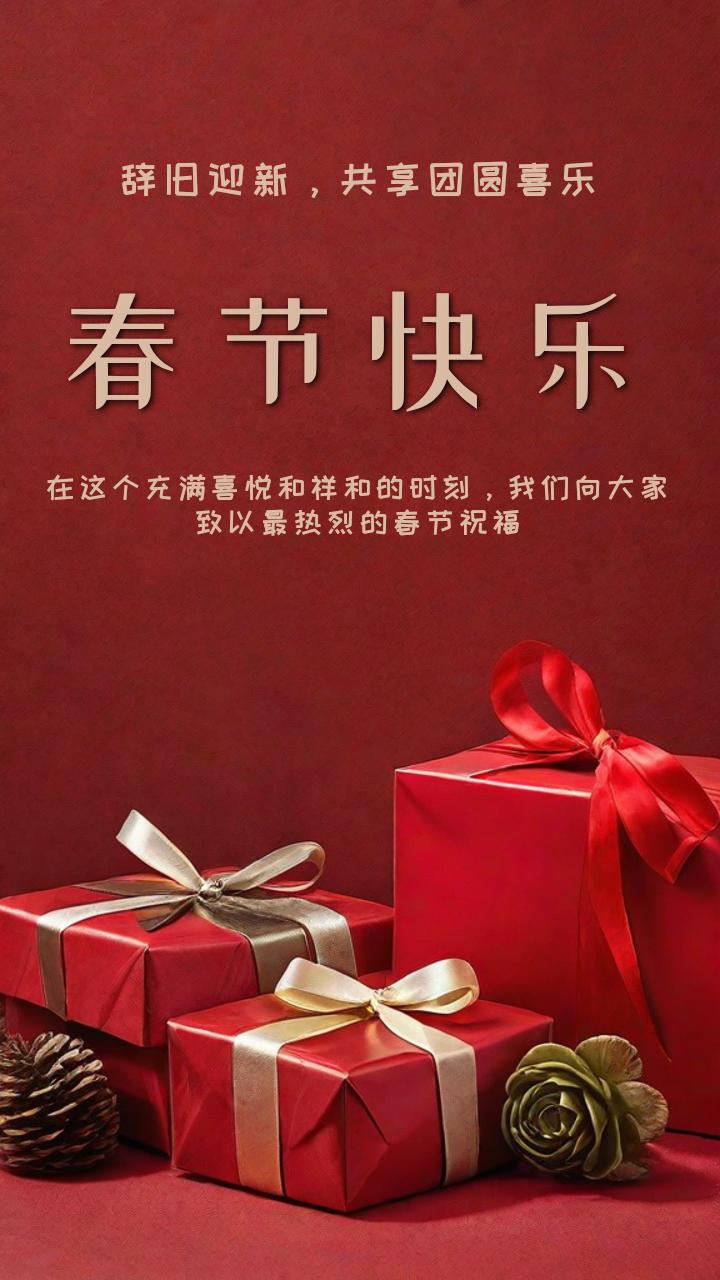 辞旧迎新，共享团圆喜乐
春节快乐
在这个充满喜悦和祥和的时刻，我们向大家
致以最热烈的春节祝福